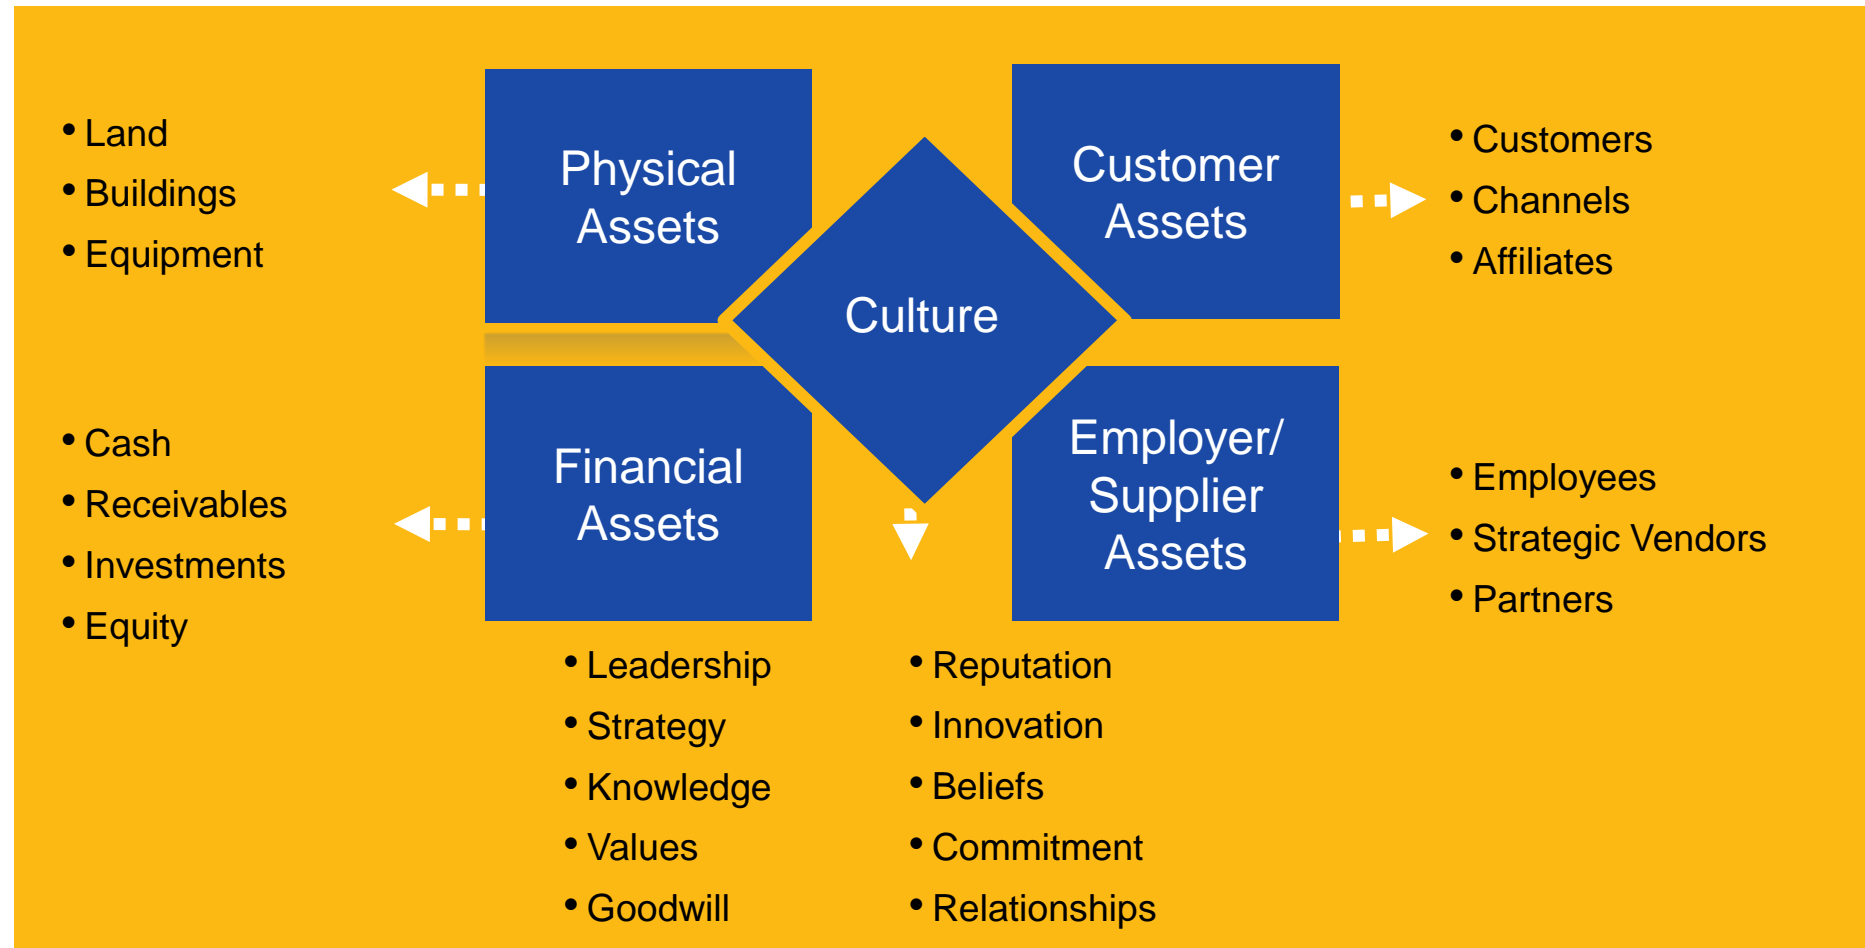 • Land
• Buildings
• Equipment
Physical
Assets
Customer
Assets
• Customers
• Channels
• Affiliates
Culture
• Cash
• Receivables
• Investments
• Equity
Financial
Assets
Employer/
Supplier
Assets
• Employees
• Strategic Vendors
• Partners
• Leadership
• Strategy
• Knowledge
• Values
• Goodwill
• Reputation
• Innovation
• Beliefs
• Commitment
• Relationships